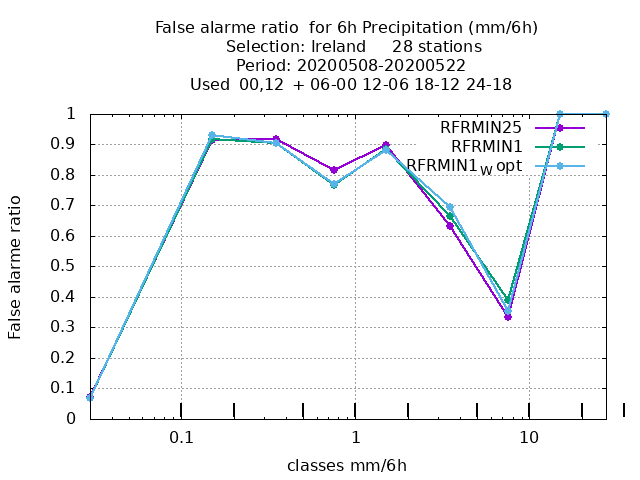 False alarme ratio  for 6h Precipitation (mm/6h)
Selection: Ireland     28 stations
Period: 20200508-20200522
Used  00,12  + 06-00 12-06 18-12 24-18
RFRMIN25
RFRMIN1
RFRMIN1W opt
1
0.9
0.8
0.7
0.6
0.5
0.4
0.3
0.2
0.1
0
False alarme ratio
0.1
1
10
classes mm/6h